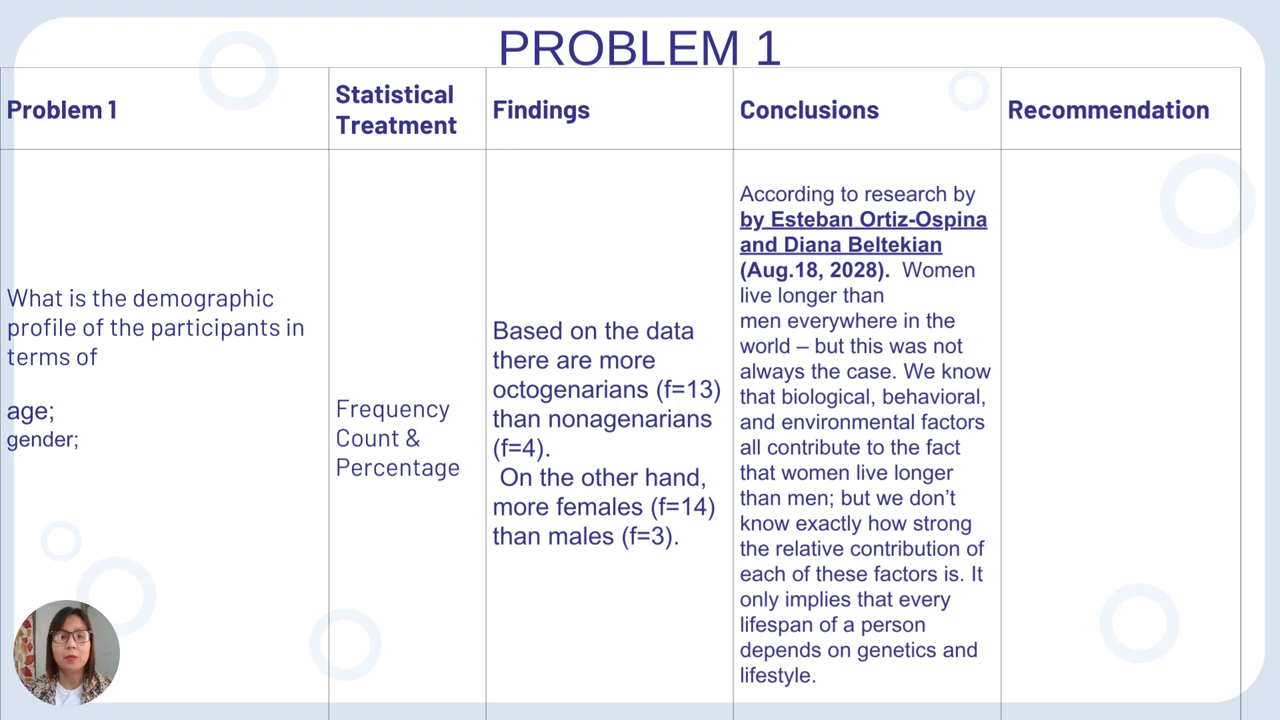 PROBLEM 1
Problem 1
Statistical
Treatment
Findings
Conclusions
Recommendation
What is the demographic
profile of the participants in
terms of
age;
gender;
Frequency
Count &
Percentage
Based on the data
there are more
octogenarians (f=13)
than nonagenarians
(f=4).
On the other hand,
more females (f=14)
than males (f=3).
According to research by
by Esteban Ortiz-Ospina
and Diana Beltekian
(Aug.18, 2028).  Women
live longer than
men everywhere in the
world – but this was not
always the case. We know
that biological, behavioral,
and environmental factors
all contribute to the fact
that women live longer
than men; but we don’t
know exactly how strong
the relative contribution of
each of these factors is. It
only implies that every
lifespan of a person
depends on genetics and
lifestyle.